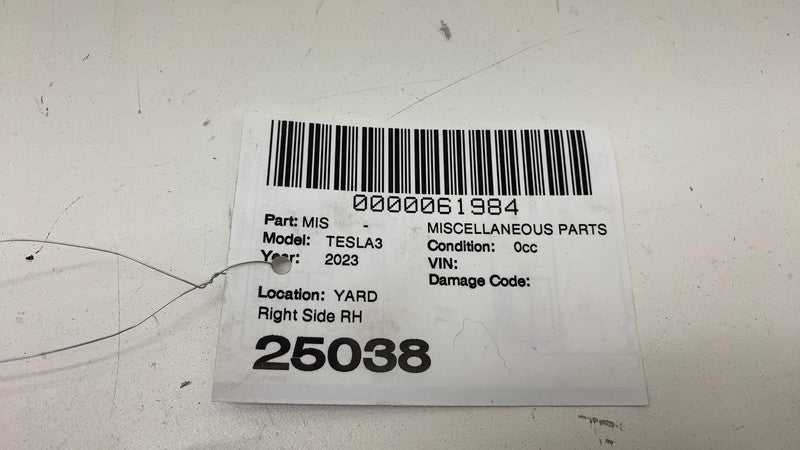 0000061984
Part: MIS - MISCELLANEOUS PARTS
Model: TESLA3 Condition: 0cc
Year: 2023 VIN:
Damage Code:
Location: YARD
Right Side RH
25038